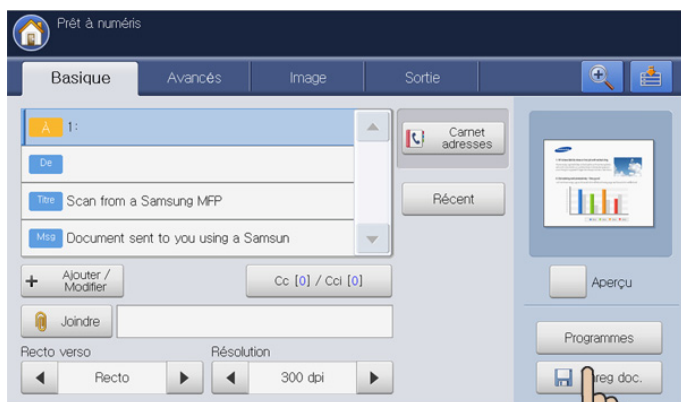 Prêt à numéris
Basique
Avancés
Image
Sortie
À 1:
De
Titre Scan from a Samsung MFP
Msg Document sent to you using a Samsun
Carnet
adresses
Récent
+ Ajouter /
Modifier
Cc [0] / Cci [0]
Joindre
Recto verso
Résolution
Recto
300 dpi
Aperçu
Programmes
doc.